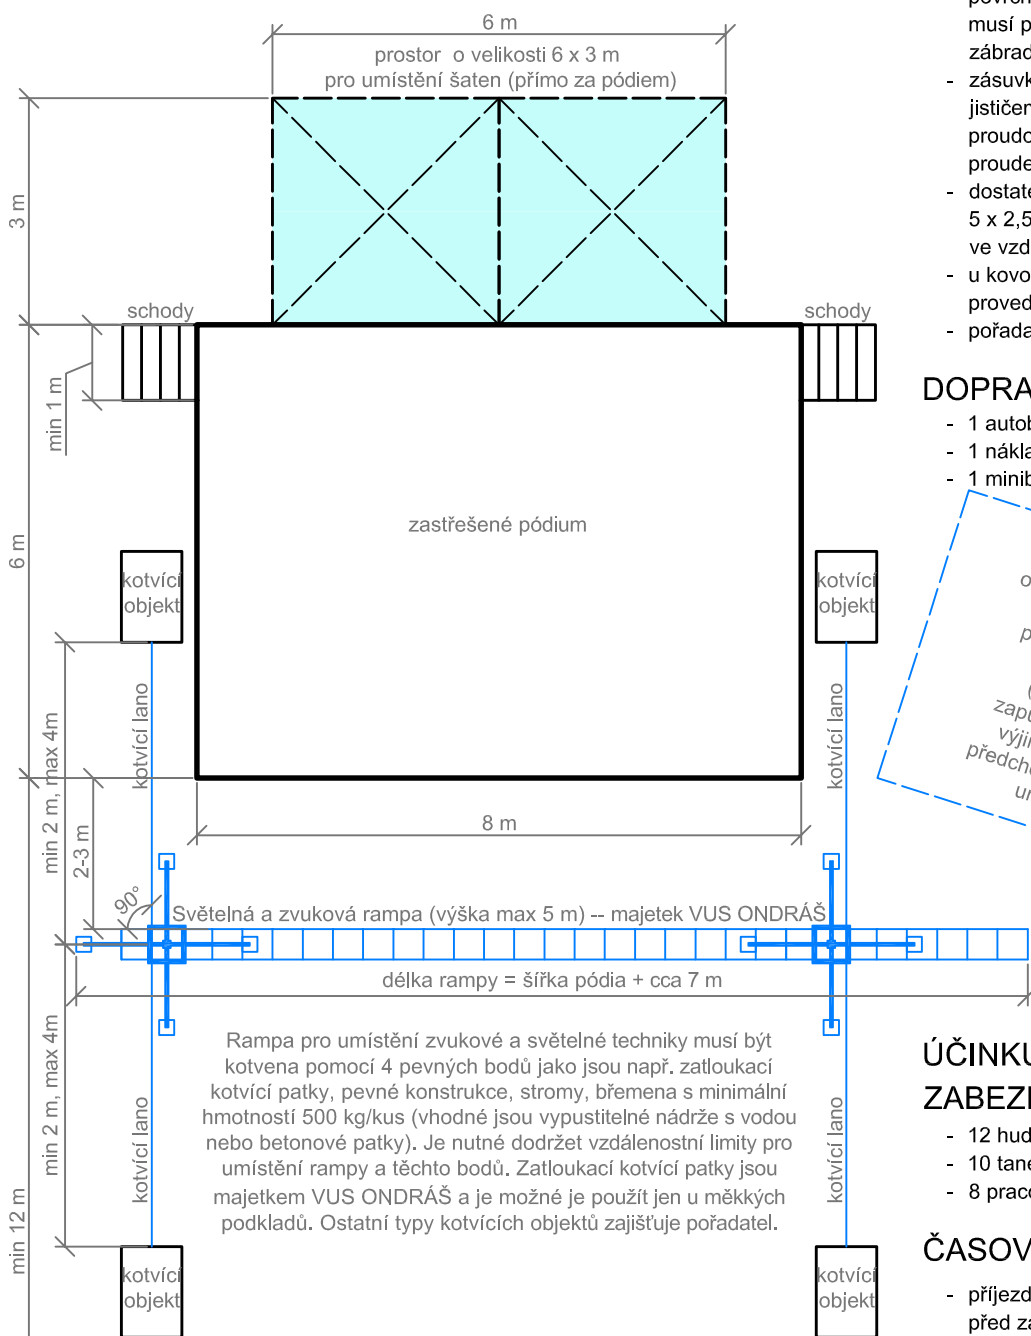 6 m
prostor o velikosti 6 x 3 m
pro umístění šaten (přímo za pódiem)
3 m
schody
schody
min 1 m
zastřešené pódium
6 m
kotvící
objekt
kotvící
objekt
kotvící lano
kotvící lano
min 2 m, max 4m
2-3 m
8 m
90°
Světelná a zvuková rampa (výška max 5 m) -- majetek VUS ONDRÁŠ
délka rampy = šířka pódia + cca 7 m
Rampa pro umístění zvukové a světelné techniky musí být
kotvena pomocí 4 pevných bodů jako jsou např. zatloukací
kotvící patky, pevné konstrukce, stromy, břemena s minimální
hmotností 500 kg/kus (vhodné jsou vypustitelné nádrže s vodou
nebo betonové patky). Je nutné dodržet vzdálenostní limity pro
umístění rampy a těchto bodů. Zatloukací kotvící patky jsou
majetkem VUS ONDRÁŠ a je možné je použít jen u měkkých
podkladů. Ostatní typy kotvících objektů zajišťuje pořadatel.
min 2 m, max 4m
kotvící lano
kotvící lano
min 12 m
kotvící
objekt
kotvící
objekt
musí p
zábrad
- zásuvk
jističem
proudo
proude
- dostate
5 x 2,5
ve vzd
- u kovo
proved
- pořada
DOPRA
- 1 autob
- 1 nákla
- 1 minib
o
p
(
zapu
výji
předch
u
ÚČINKU
ZABEZ
- 12 hud
- 10 tane
- 8 praco
ČASOV
- příjezd
před za